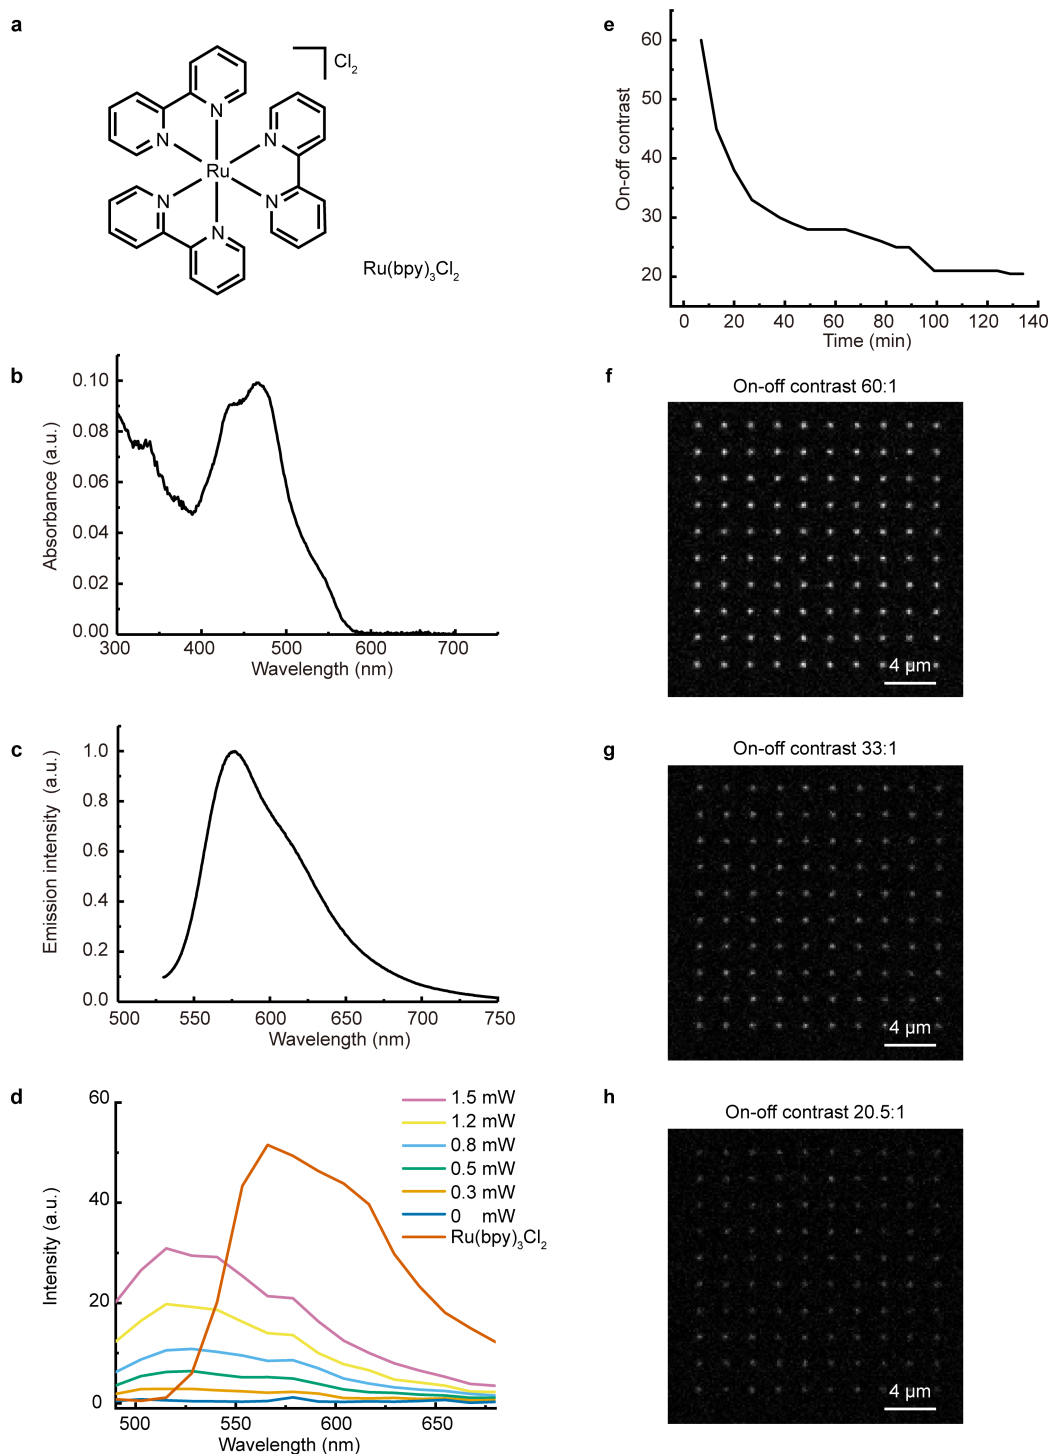 a
Cl2
N
N
N
Ru
N
N
N
Ru(bpy)3Cl2
b
Absorbance (a.u.)
0.10
0.08
0.06
0.04
0.02
0.00
300 400 500 600 700
Wavelength (nm)
c
Emission intensity (a.u.)
1.0
0.8
0.6
0.4
0.2
0.0
500 550 600 650 700 750
Wavelength (nm)
d
Intensity (a.u.)
60
40
20
0
500 550 600 650
Wavelength (nm)
1.5 mW
1.2 mW
0.8 mW
0.5 mW
0.3 mW
0 mW
Ru(bpy)3Cl2
e
On-off contrast
60
50
40
30
20
0 20 40 60 80 100 120 140
Time (min)
f
On-off contrast 60:1
4 μm
g
On-off contrast 33:1
4 μm
h
On-off contrast 20.5:1
4 μm